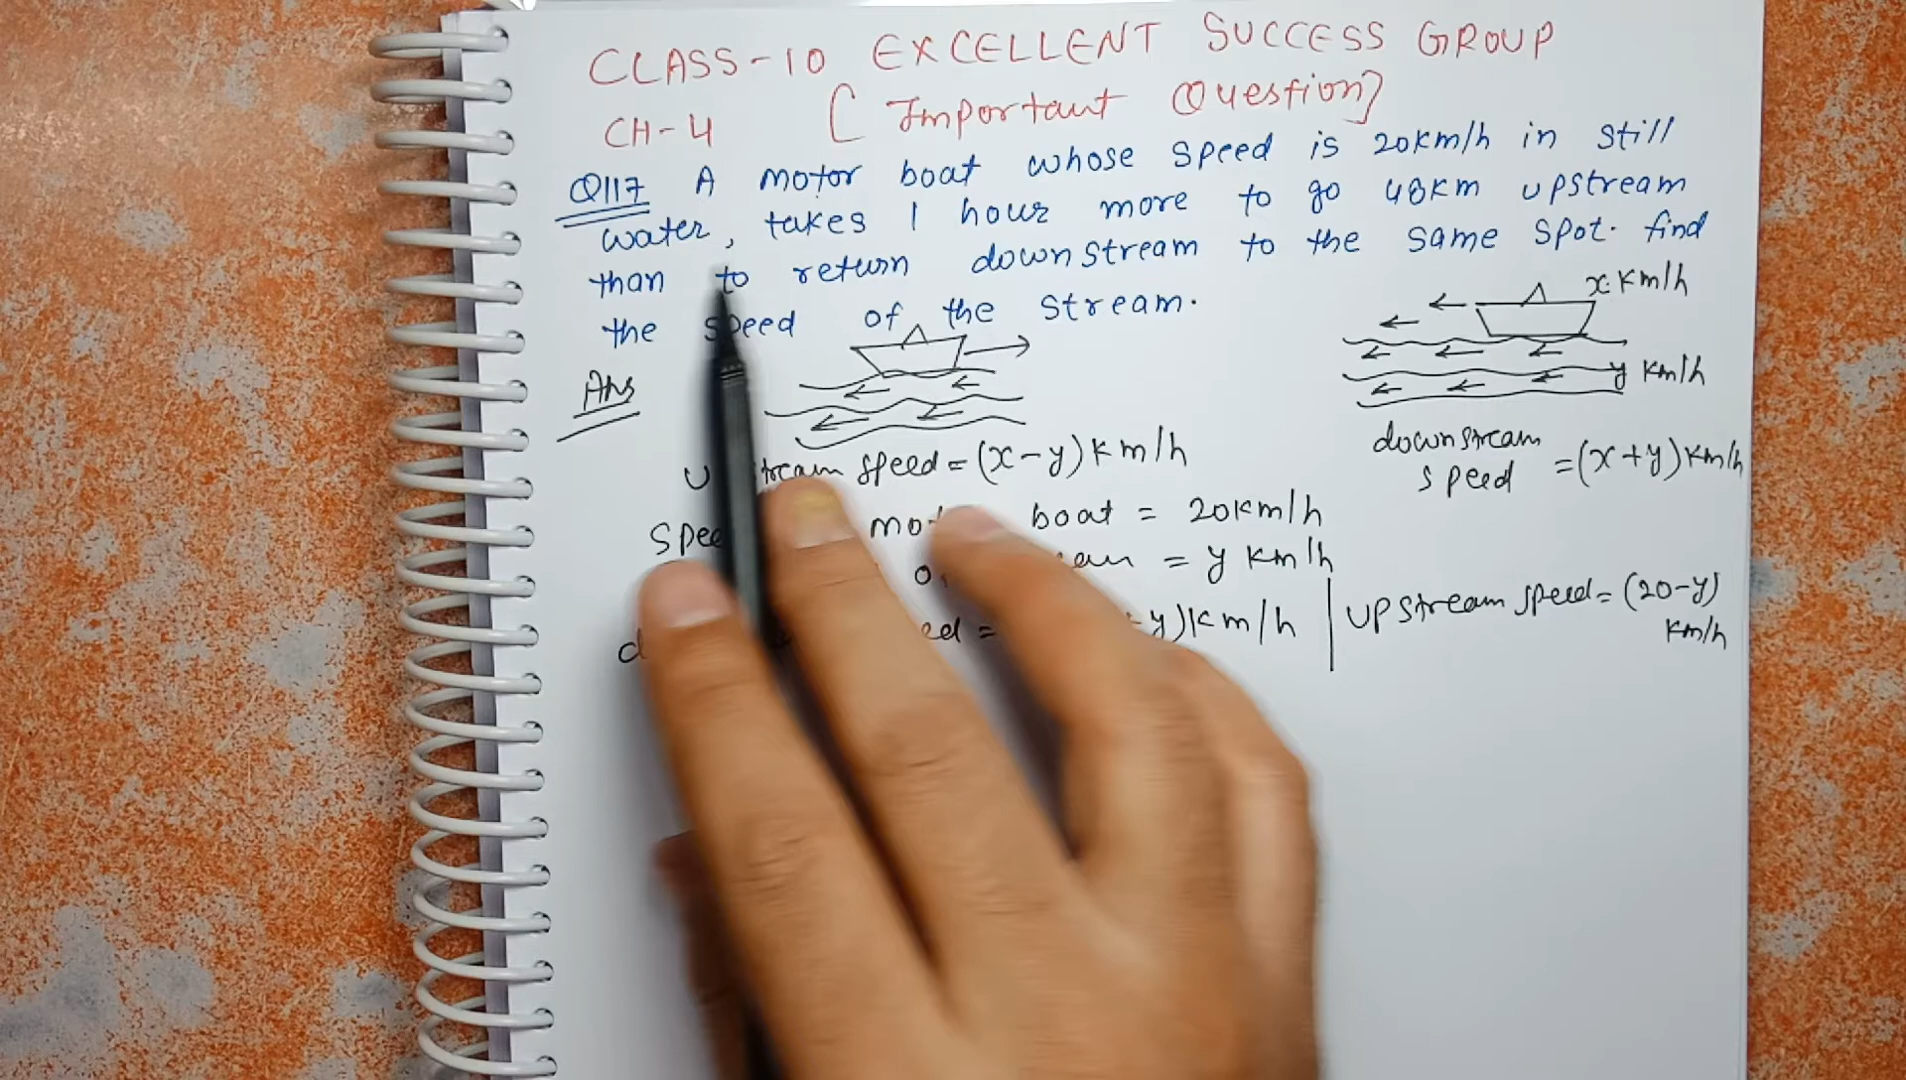 CLASS-10 EXCELLENT SUCCESS GROUP
CH-4 [Important Question]
Q117 A motor boat whose speed is 20km/h in still
water, takes 1 hour more to go 48km upstream
than to return downstream to the same spot. find
the speed of the stream.
x km/h
Ans
y km/h
downstream
speed =(x+y)km/h
speed=(x-y)km/h
boat = 20km/h
= y km/h
y)km/h
upstream speed=(20-y)
km/h